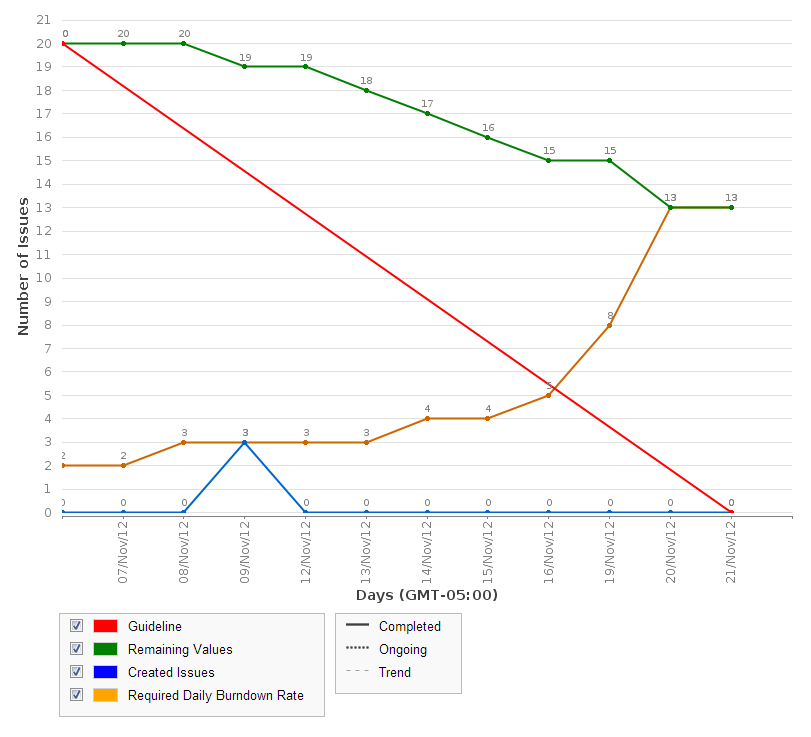 21
20
19
18
17
16
15
14
13
12
11
10
9
8
7
6
5
4
3
2
1
0
Number of Issues
0 20 20 19 19 18 17 16 15 15 13 13
2 2 3 3 3 3 4 4 5 8
0 0 0 0 0 0 0 0 0 0 0
07/Nov/12 08/Nov/12 09/Nov/12 12/Nov/12 13/Nov/12 14/Nov/12 15/Nov/12 16/Nov/12 19/Nov/12 20/Nov/12 21/Nov/12
Days (GMT-05:00)
Guideline
Remaining Values
Created Issues
Required Daily Burndown Rate
Completed
Ongoing
Trend